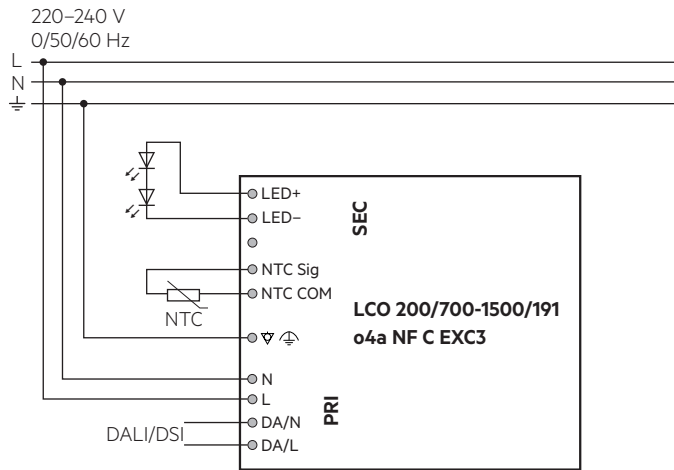 220–240 V
0/50/60 Hz
L
N
LED+
LED–
SEC
NTC Sig
NTC COM
NTC
LCO 200/700-1500/191
o4a NF C EXC3
N
L
PRI
DA/N
DALI/DSI
DA/L